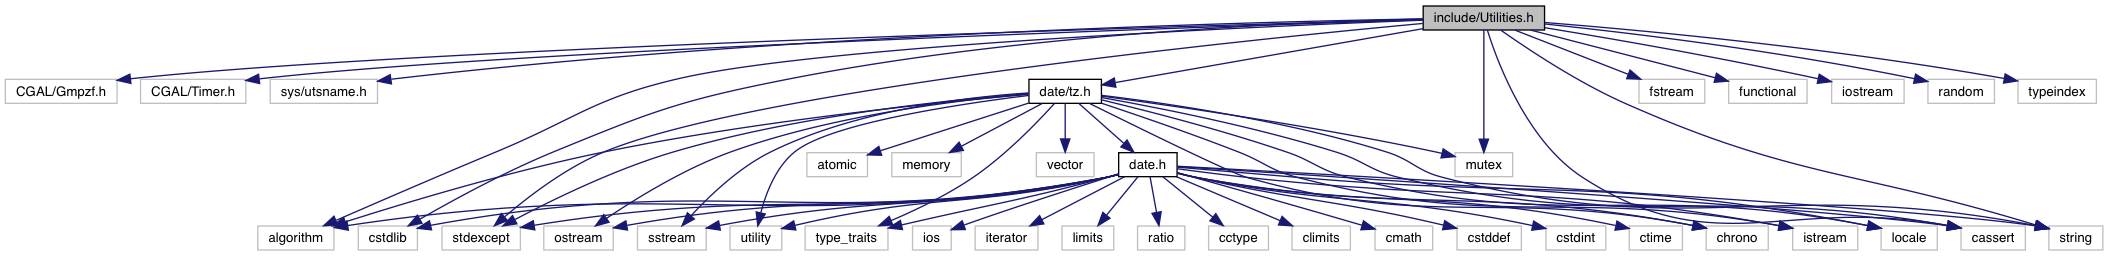 include/Utilities.h
CGAL/Gmpzf.h
CGAL/Timer.h
sys/utsname.h
date/tz.h
fstream
functional
iostream
random
typeindex
atomic
memory
vector
date.h
mutex
algorithm
cstdlib
stdexcept
ostream
sstream
utility
type_traits
ios
iterator
limits
ratio
cctype
climits
cmath
cstddef
cstdint
ctime
chrono
istream
locale
cassert
string